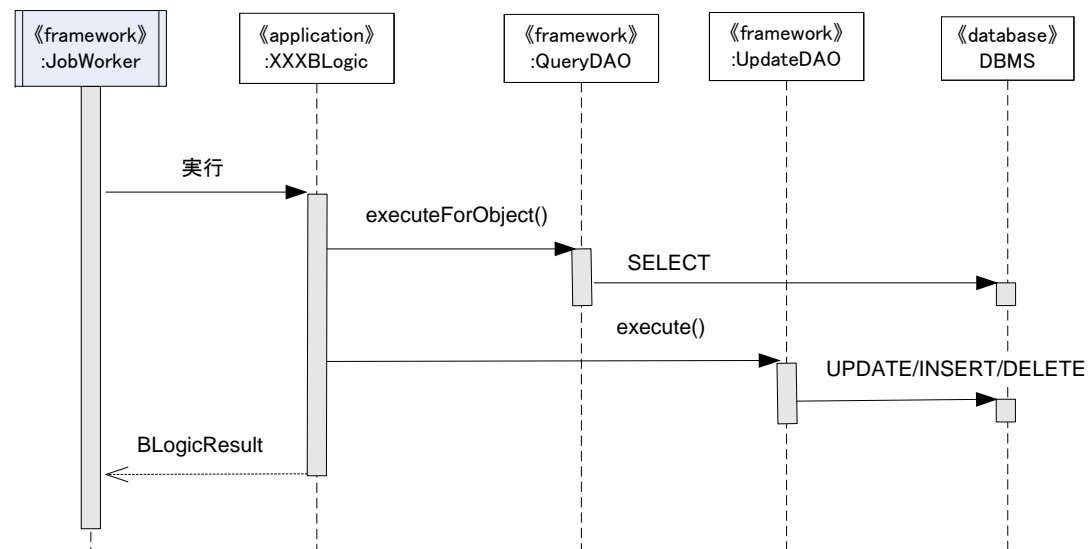 《framework》
:JobWorker
《application》
:XXXBLogic
《framework》
:QueryDAO
《framework》
:UpdateDAO
《database》
DBMS
実行
executeForObject()
SELECT
execute()
UPDATE/INSERT/DELETE
BLogicResult